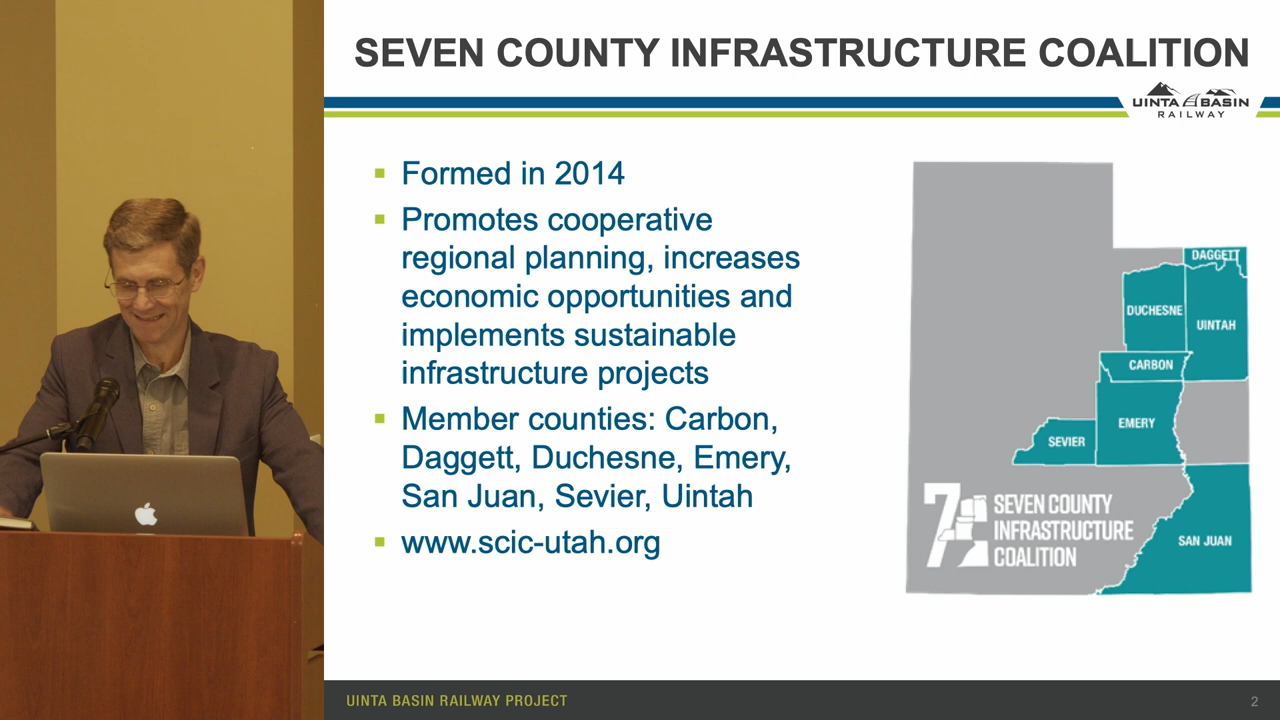 SEVEN COUNTY INFRASTRUCTURE COALITION
UINTA BASIN
RAILWAY
Formed in 2014
Promotes cooperative
regional planning, increases
economic opportunities and
implements sustainable
infrastructure projects
Member counties: Carbon,
Daggett, Duchesne, Emery,
San Juan, Sevier, Uintah
www.scic-utah.org
DAGGETT
DUCHESNE
UINTAH
CARBON
EMERY
SEVIER
SAN JUAN
7
SEVEN COUNTY
INFRASTRUCTURE
COALITION
UINTA BASIN RAILWAY PROJECT
2